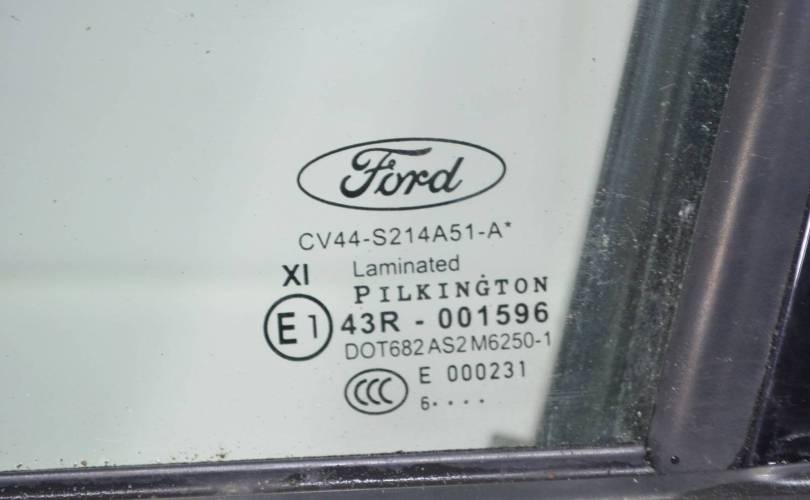 Ford
CV44-S214A51-A*
XI Laminated
PILKINGTON
E1 43R - 001596
DOT682 AS2 M6250-1
CCC E 000231
6····